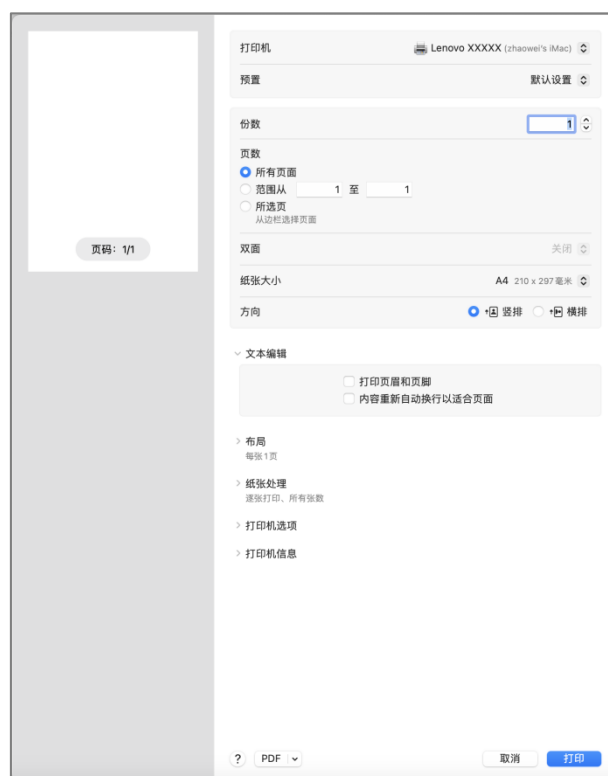 打印机 Lenovo XXXXX (zhaowei's iMac)
预置 默认设置
份数 1
页数
所有页面
范围从 1 至 1
所选页
从边栏选择页面
页码：1/1
双面 关闭
纸张大小 A4 210 x 297 毫米
方向 竖排 横排
文本编辑
打印页眉和页脚
内容重新自动换行以适合页面
布局
每张 1 页
纸张处理
逐张打印、所有张数
打印机选项
打印机信息
? PDF 取消 打印